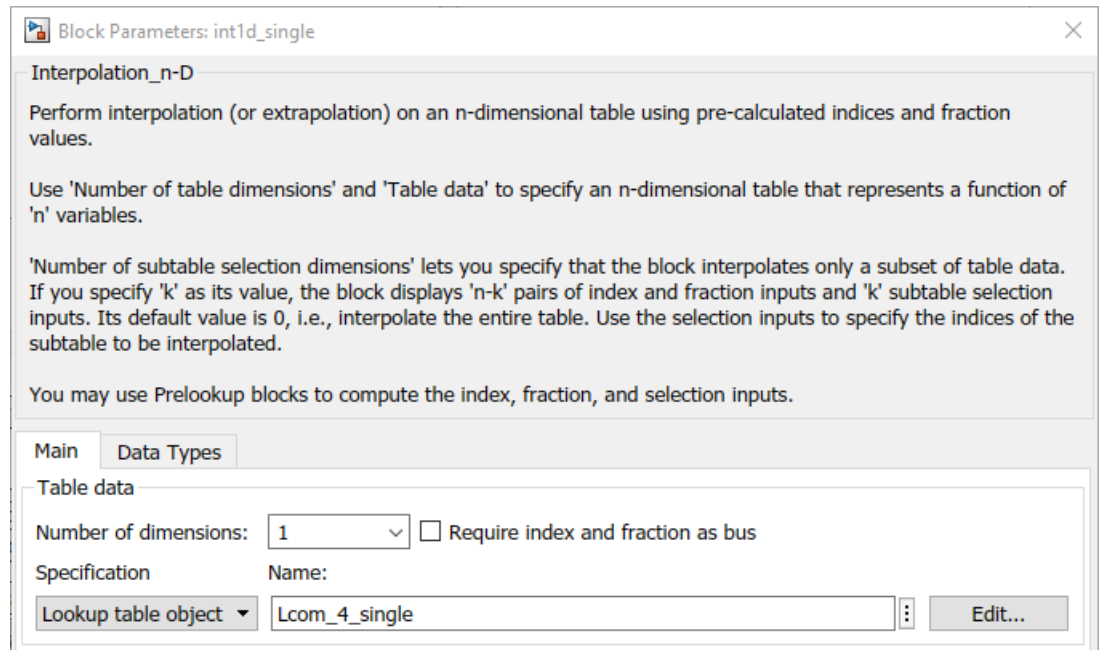 Block Parameters: int1d_single
Interpolation_n-D
Perform interpolation (or extrapolation) on an n-dimensional table using pre-calculated indices and fraction
values.
Use 'Number of table dimensions' and 'Table data' to specify an n-dimensional table that represents a function of
'n' variables.
'Number of subtable selection dimensions' lets you specify that the block interpolates only a subset of table data.
If you specify 'k' as its value, the block displays 'n-k' pairs of index and fraction inputs and 'k' subtable selection
inputs. Its default value is 0, i.e., interpolate the entire table. Use the selection inputs to specify the indices of the
subtable to be interpolated.
You may use Prelookup blocks to compute the index, fraction, and selection inputs.
Main Data Types
Table data
Number of dimensions: 1 Require index and fraction as bus
Specification Name:
Lookup table object Lcom_4_single Edit...